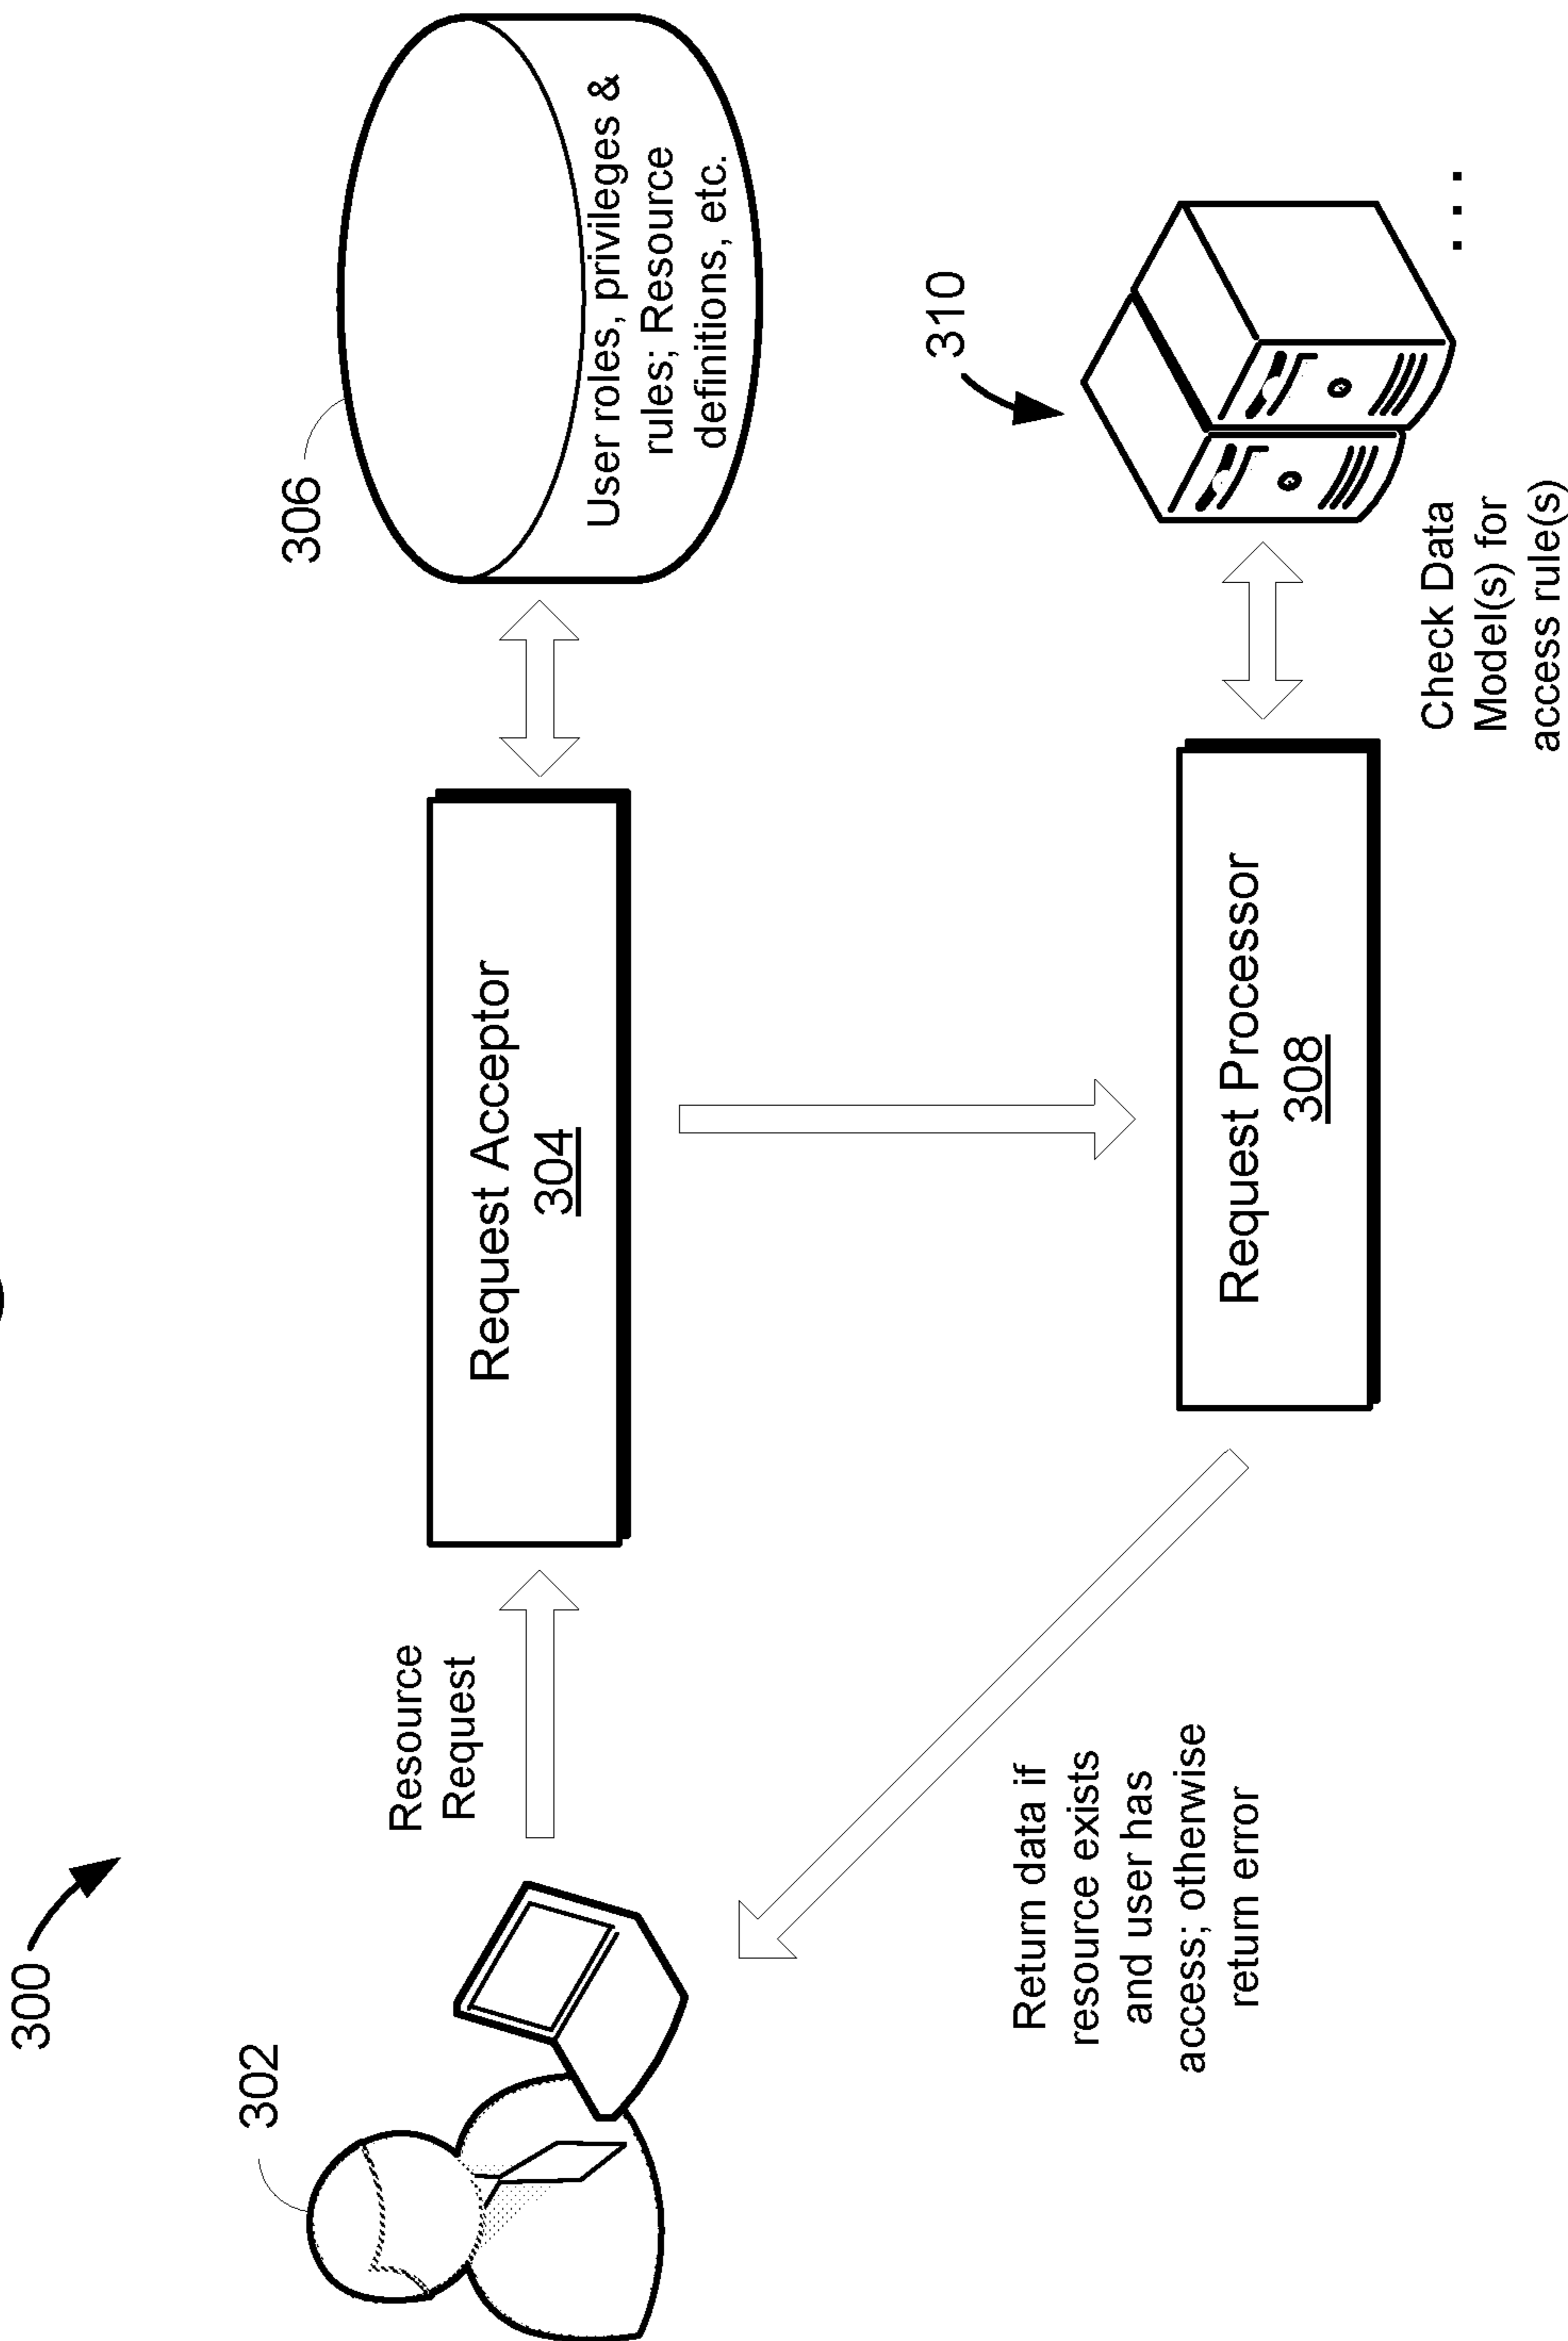 300
302
Resource
Request
Request Acceptor
304
306
User roles, privileges &
rules; Resource
definitions, etc.
Return data if
resource exists
and user has
access; otherwise
return error
Request Processor
308
310
Check Data
Model(s) for
access rule(s)
...